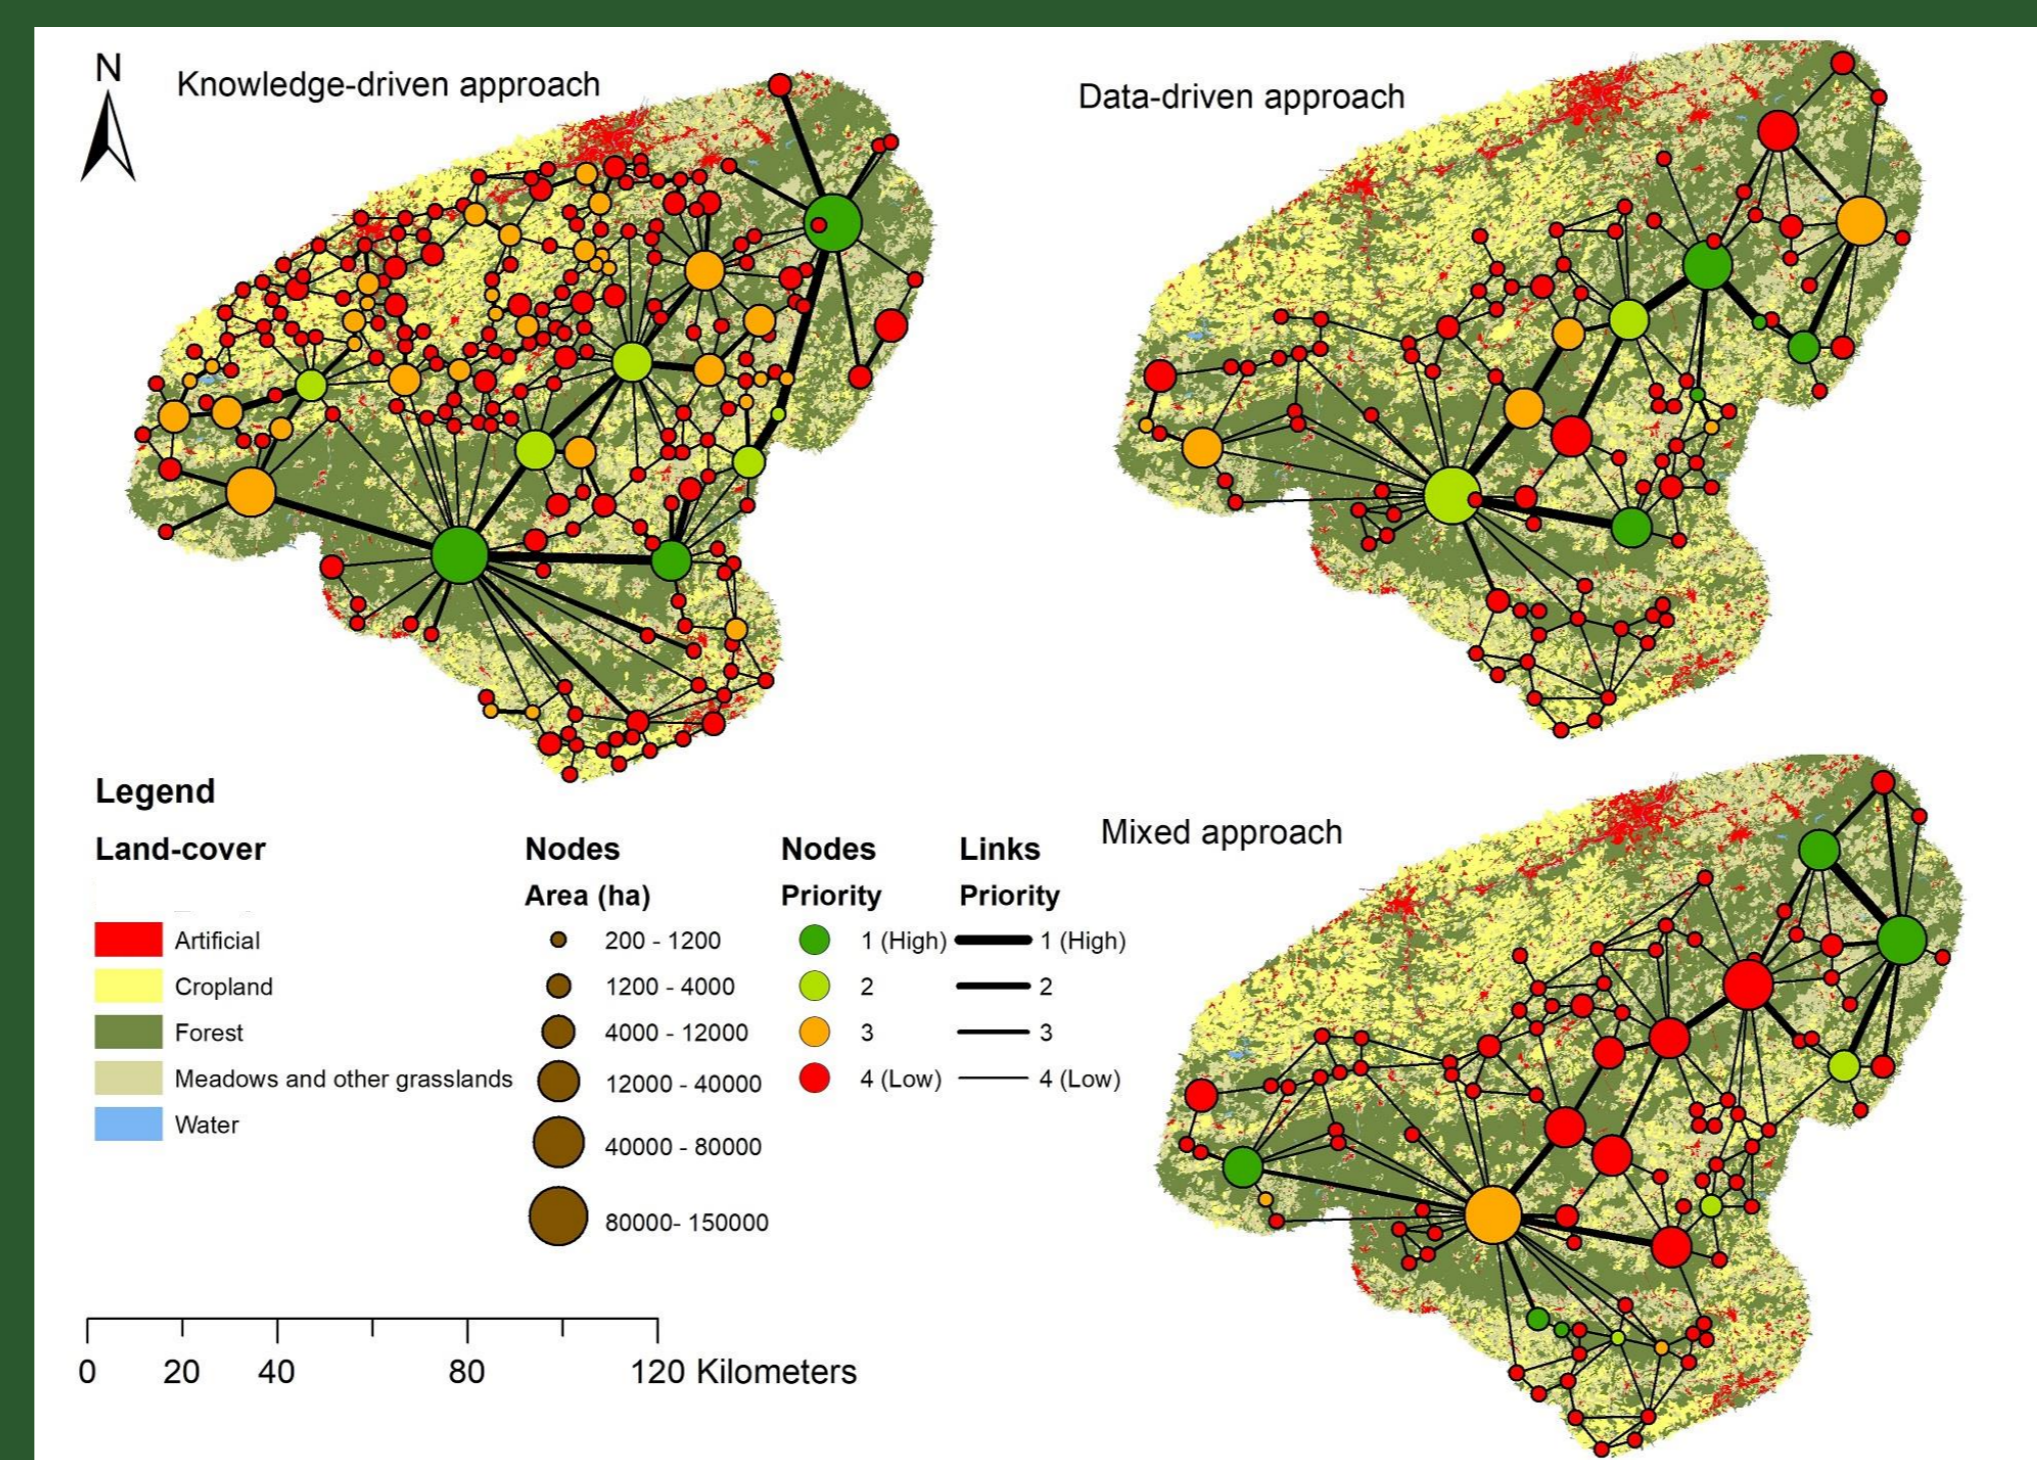 N
Knowledge-driven approach
Data-driven approach
Mixed approach
Legend
Land-cover
Artificial
Cropland
Forest
Meadows and other grasslands
Water
Nodes
Area (ha)
200 - 1200
1200 - 4000
4000 - 12000
12000 - 40000
40000 - 80000
80000- 150000
Nodes
Priority
1 (High)
2
3
4 (Low)
Links
Priority
1 (High)
2
3
4 (Low)
0 20 40 80 120 Kilometers